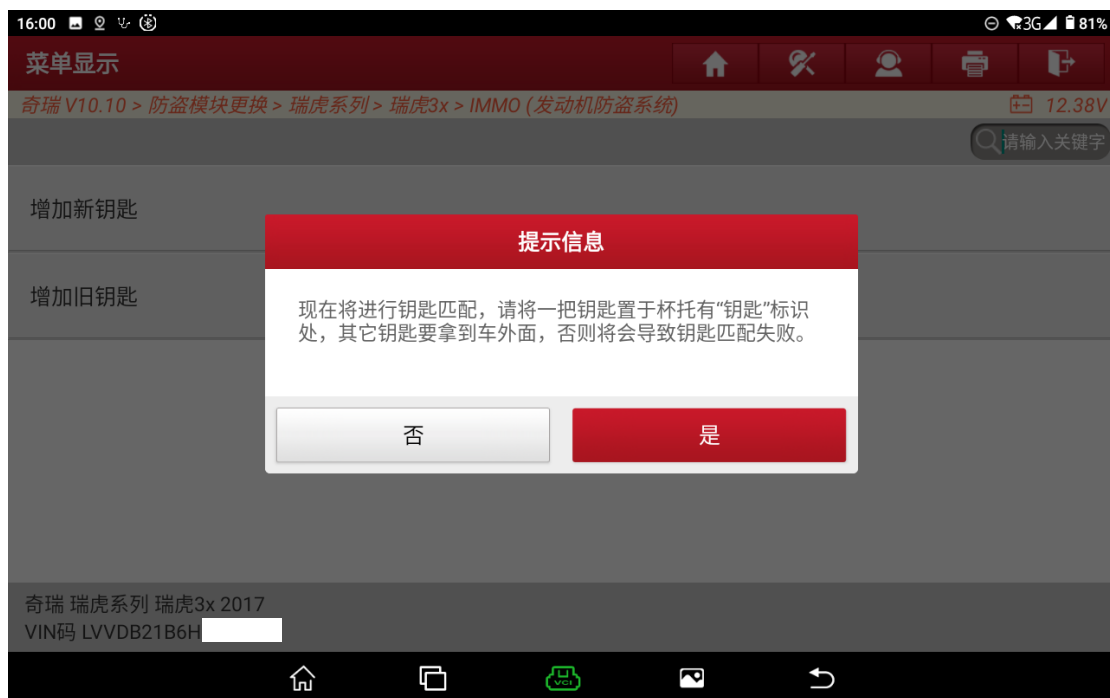 16:00 3G 81%
菜单显示
奇瑞 V10.10 > 防盗模块更换 > 瑞虎系列 > 瑞虎3x > IMMO (发动机防盗系统) 12.38V
请输入关键字
增加新钥匙
提示信息
增加旧钥匙
现在将进行钥匙匹配，请将一把钥匙置于杯托有“钥匙”标识
处，其它钥匙要拿到车外面，否则将会导致钥匙匹配失败。
否 是
奇瑞 瑞虎系列 瑞虎3x 2017
VIN码 LVVDB21B6H
VCI